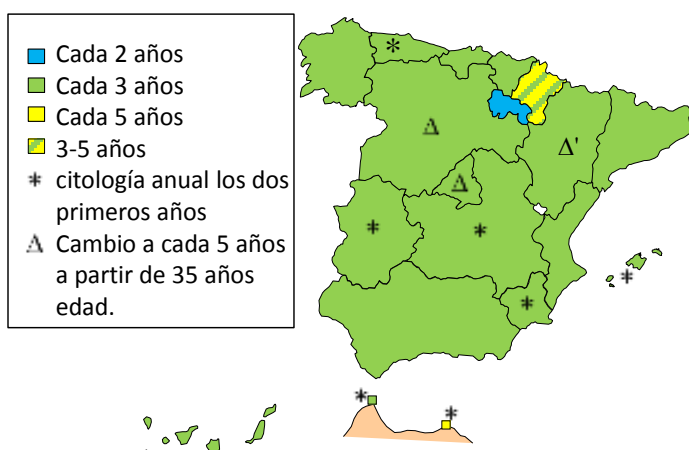 Cada 2 años
Cada 3 años
Cada 5 años
3-5 años
* citología anual los dos
primeros años
Δ Cambio a cada 5 años
a partir de 35 años
edad.
*
Δ
Δ'
Δ
*
*
*
*
*
*